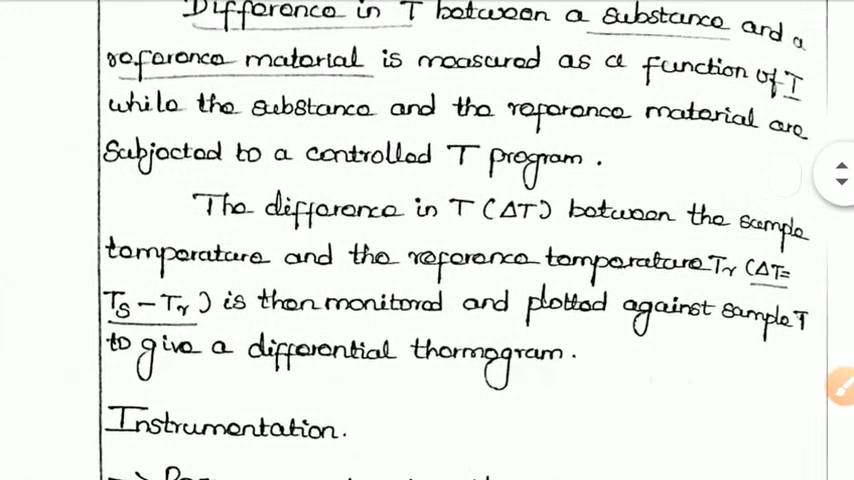 Difference in T between a substance and a
reference material is measured as a function of T
while the substance and the reference material are
Subjected to a controlled T program.
The difference in T (ΔT) between the sample
temperature and the reference temperature Tr (ΔT=
Ts - Tr) is then monitored and plotted against sample T
to give a differential thermogram.
Instrumentation.